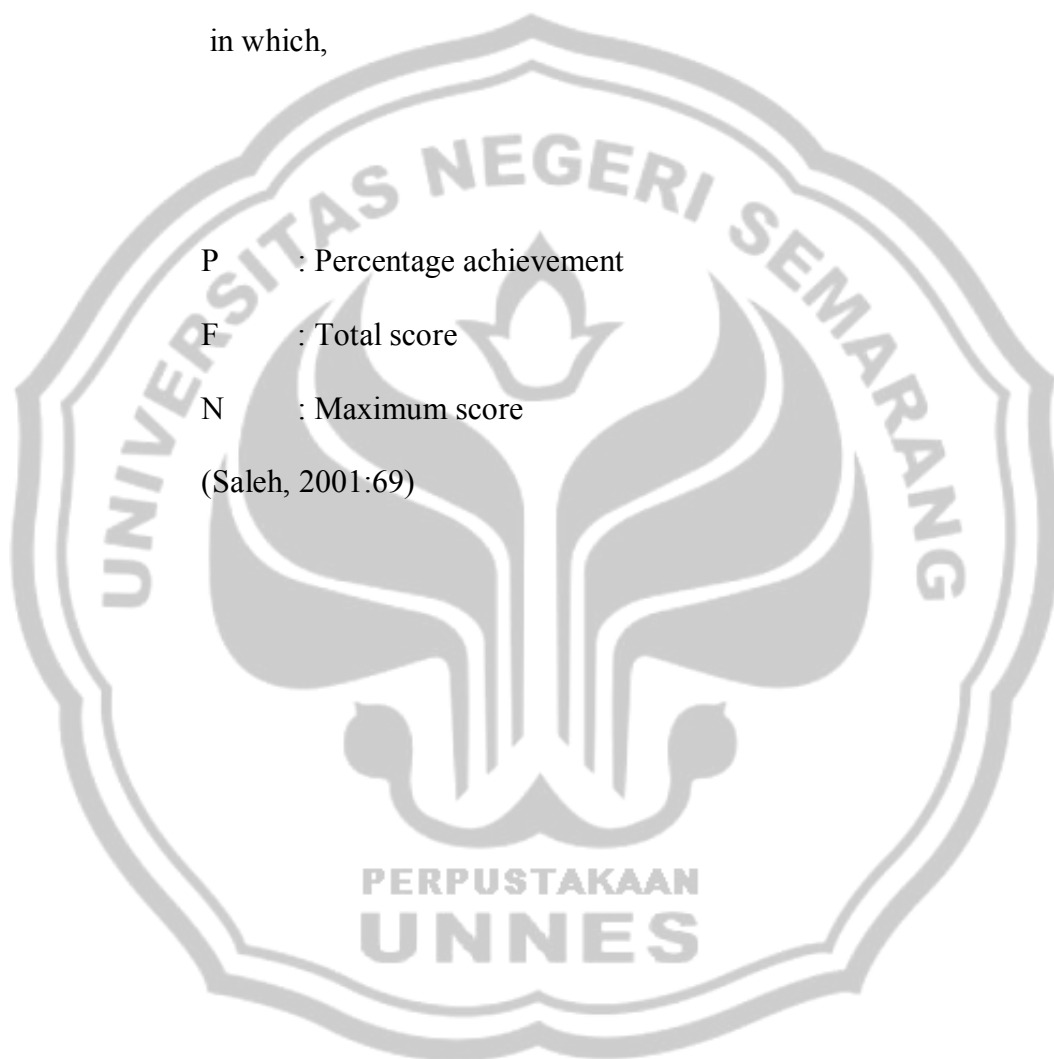 in which,
UNIVERSITAS NEGERI SEMARANG
P : Percentage achievement
F : Total score
N : Maximum score
(Saleh, 2001:69)
PERPUSTAKAAN
UNNES